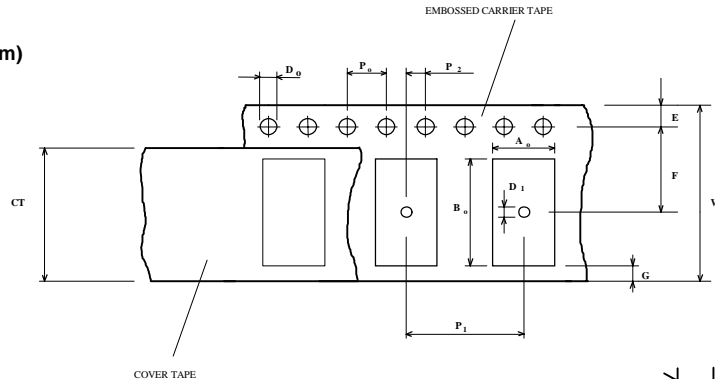 EMBOSSED CARRIER TAPE
m)
D o
P o
P 2
E
A o
F
D 1
CT
B o
W
G
P 1
COVER TAPE